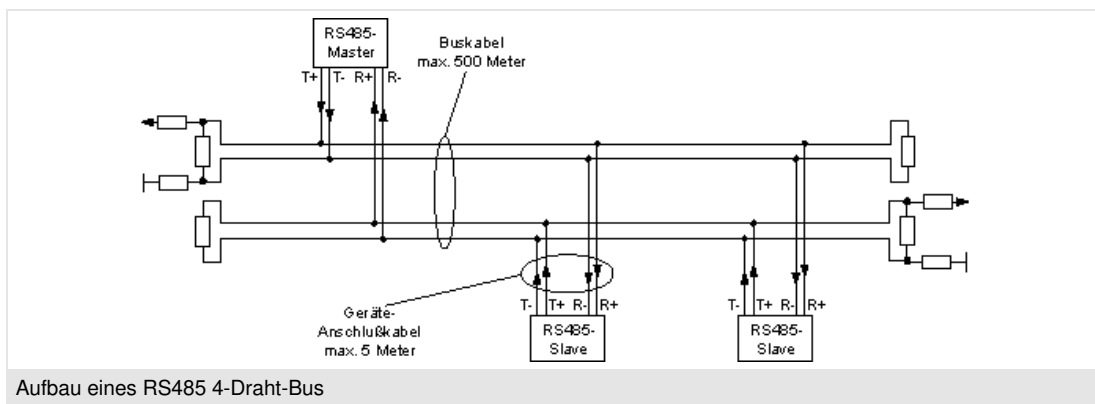 RS485-
Master
T+ T- R+ R-
Buskabel
max. 500 Meter
Geräte-
Anschlußkabel
max. 5 Meter
T- T+ R- R+
RS485-
Slave
T- T+ R- R+
RS485-
Slave
Aufbau eines RS485 4-Draht-Bus